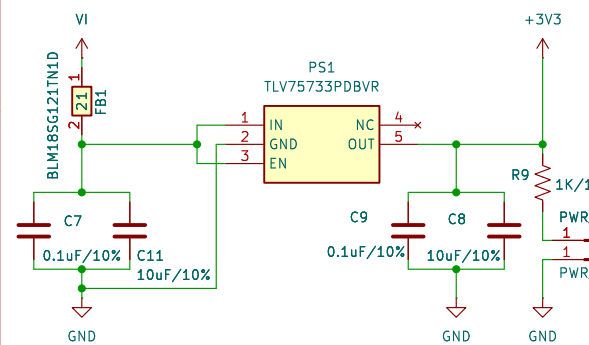 VI
+3V3
BLM18SG121TN1D
1
21
2
FB1
PS1
TLV75733PDBVR
1 IN
2 GND
3 EN
NC 4
OUT 5
C7
0.1uF/10%
C11
10uF/10%
C9
0.1uF/10%
C8
10uF/10%
R9
1K/1
PWR
1
1
PWR
GND
GND
GND